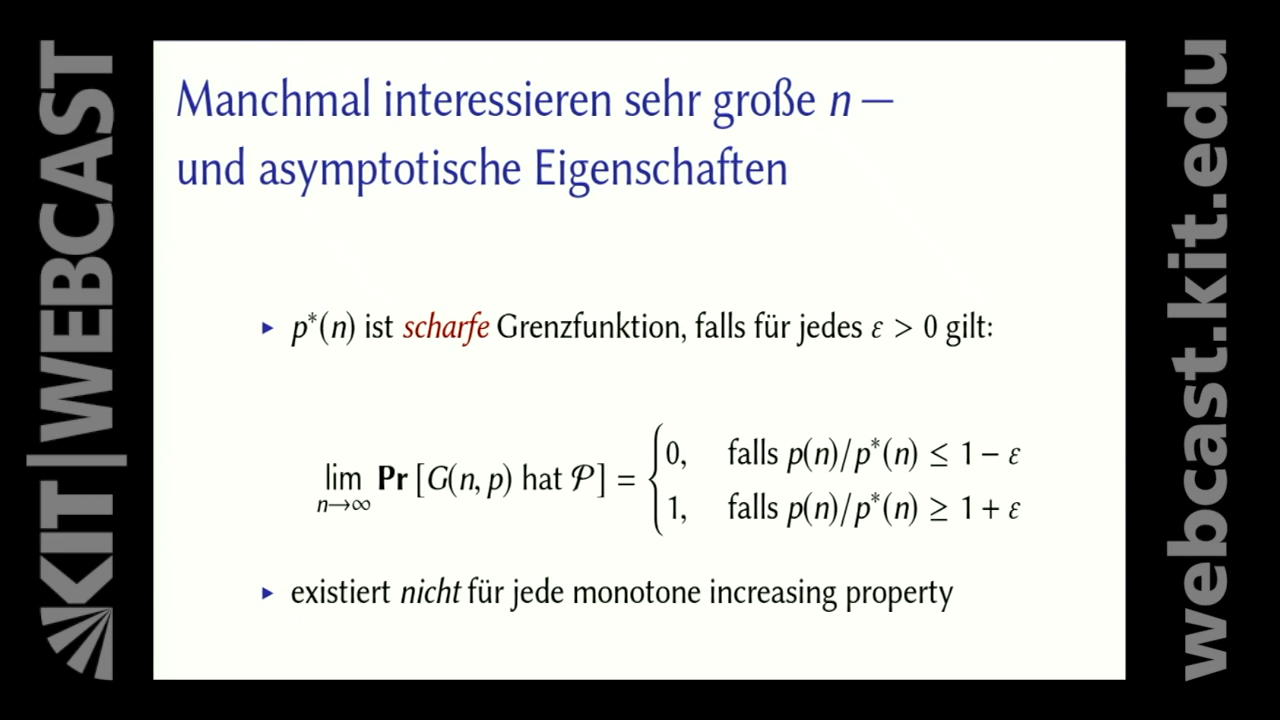 KIT|WEBCAST
Manchmal interessieren sehr große n —
und asymptotische Eigenschaften
▸ p*(n) ist scharfe Grenzfunktion, falls für jedes ε > 0 gilt:
lim n→∞ Pr [G(n, p) hat 𝒫] = { 0, falls p(n)/p*(n) ≤ 1 − ε
1, falls p(n)/p*(n) ≥ 1 + ε
▸ existiert nicht für jede monotone increasing property
webcast.kit.edu